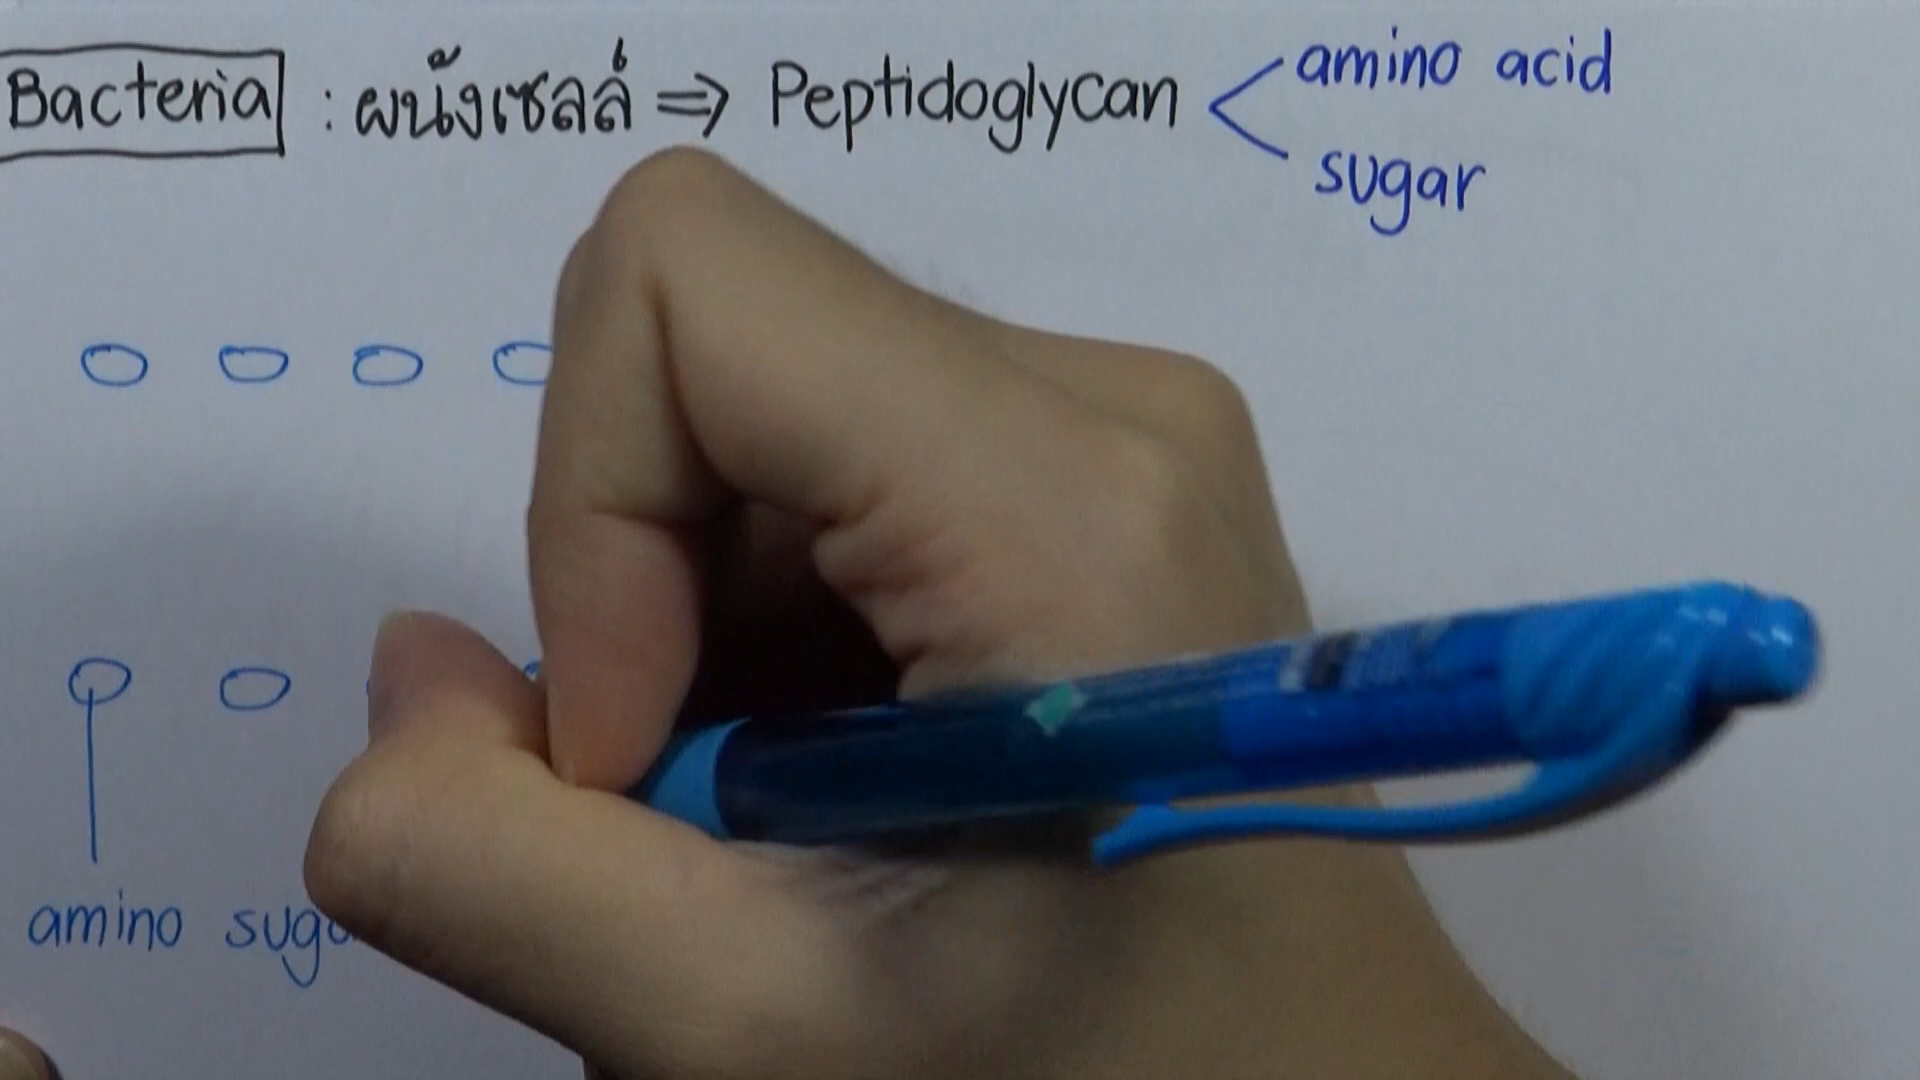 Bacteria : ผนังเซลล์ ⇒ Peptidoglycan < amino acid
sugar
amino